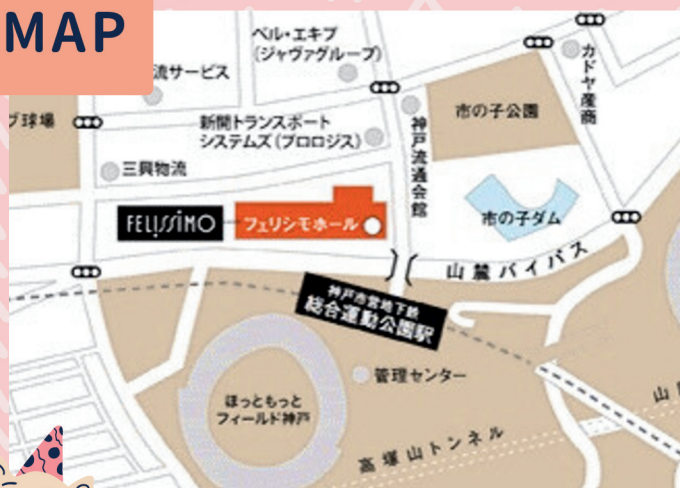 MAP
ベル・エキプ
(ジャヴァグループ)
流サービス
カドヤ産商
ブ球場
新開トランスポート
システムズ(プロロジス)
神戸流通会館
市の子公園
三興物流
FELISSIMO
フェリシモホール
市の子ダム
山麓バイパス
神戸市営地下鉄
総合運動公園駅
管理センター
ほっともっと
フィールド神戸
高塚山トンネル
山